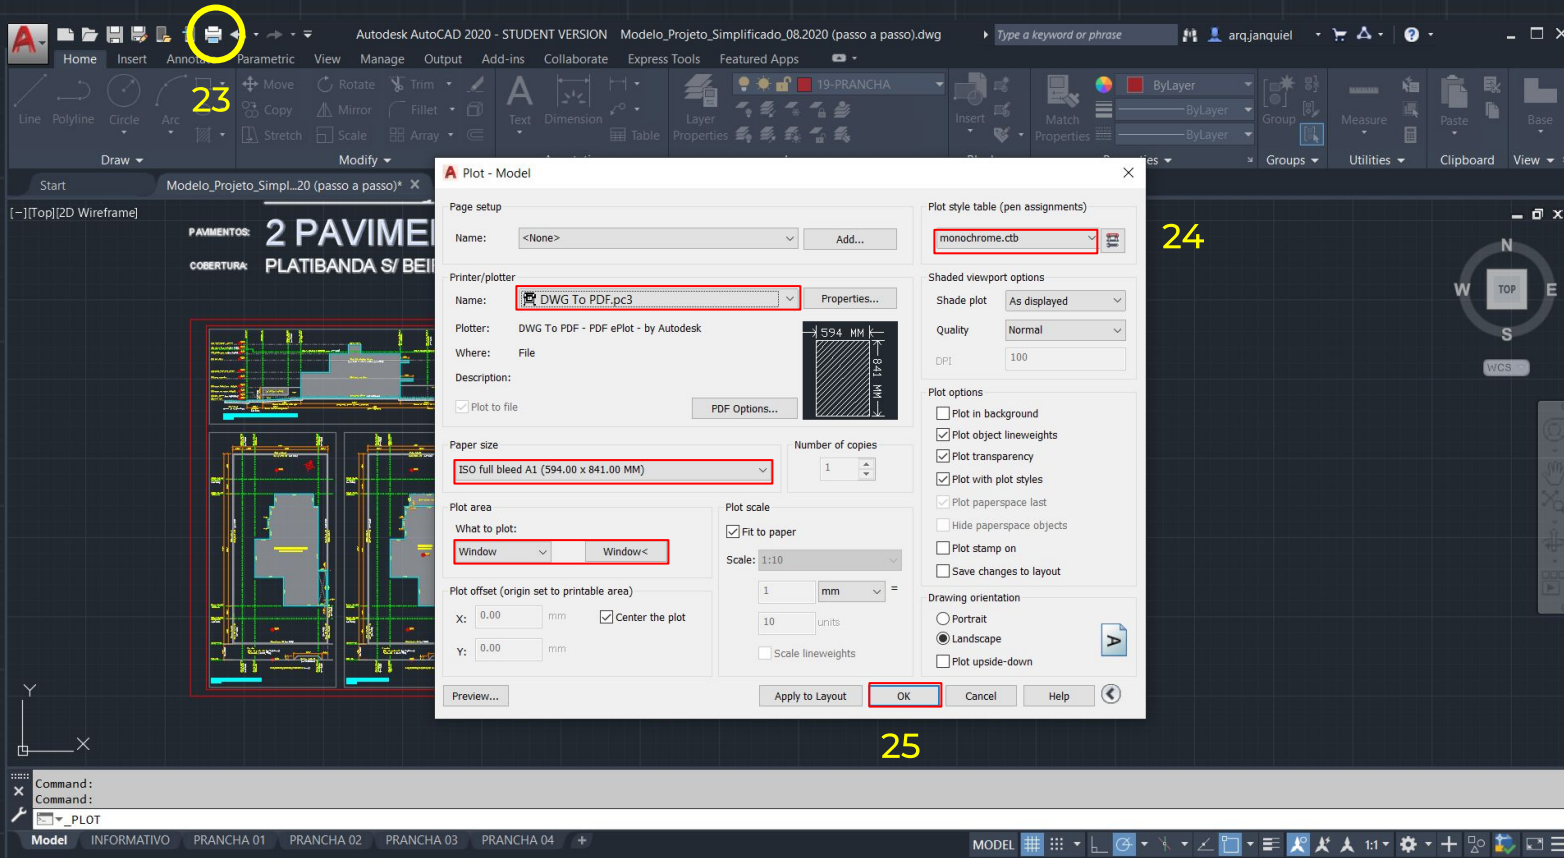 Autodesk AutoCAD 2020 - STUDENT VERSION Modelo_Projeto_Simplificado_08.2020 (passo a passo).dwg
Type a keyword or phrase
arq.janquiel
Home Insert Parametric View Manage Output Add-ins Collaborate Express Tools Featured Apps
23
Line Polyline Circle Arc
Move Rotate Trim
Copy Mirror Fillet
Stretch Scale Array
Text Dimension Table
Layer Properties
19-PRANCHA
Insert
Match Properties
ByLayer
ByLayer
ByLayer
Group
Measure
Paste
Base
Draw Modify Groups Utilities Clipboard View
Start Modelo_Projeto_Simpl...20 (passo a passo)*
[−][Top][2D Wireframe]
PAVIMENTOS: 2 PAVIME
COBERTURA: PLATIBANDA S/ BEI
N
W TOP E
S
WCS
Plot - Model
Page setup
Name: <None> Add...
Printer/plotter
Name: DWG To PDF.pc3 Properties...
Plotter: DWG To PDF - PDF ePlot - by Autodesk
Where: File
Description:
Plot to file PDF Options...
594 MM
841 MM
Paper size
ISO full bleed A1 (594.00 x 841.00 MM)
Number of copies
1
Plot area
What to plot:
Window Window<
Plot offset (origin set to printable area)
X: 0.00 mm Center the plot
Y: 0.00 mm
Plot scale
Fit to paper
Scale: 1:10
1 mm =
10 units
Scale lineweights
Plot style table (pen assignments)
monochrome.ctb
24
Shaded viewport options
Shade plot As displayed
Quality Normal
DPI 100
Plot options
Plot in background
Plot object lineweights
Plot transparency
Plot with plot styles
Plot paperspace last
Hide paperspace objects
Plot stamp on
Save changes to layout
Drawing orientation
Portrait
Landscape
Plot upside-down
A
Preview... Apply to Layout OK Cancel Help
25
Y
X
Command:
Command:
_PLOT
Model INFORMATIVO PRANCHA 01 PRANCHA 02 PRANCHA 03 PRANCHA 04 +
MODEL 1:1